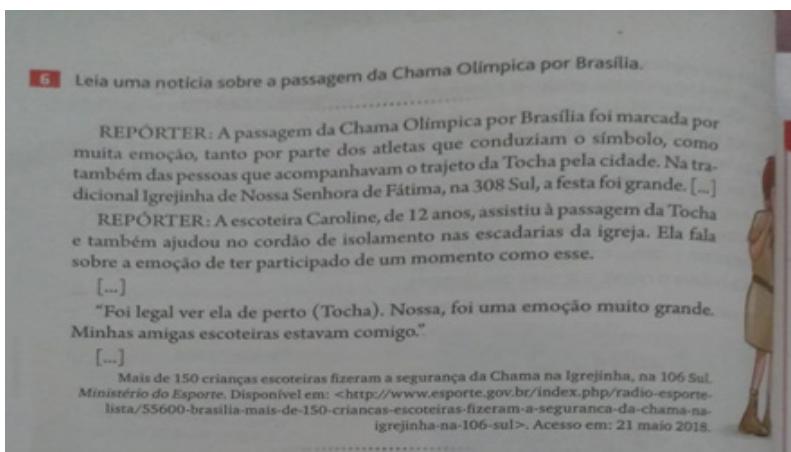 6 Leia uma notícia sobre a passagem da Chama Olímpica por Brasília.
REPÓRTER: A passagem da Chama Olímpica por Brasília foi marcada por
muita emoção, tanto por parte dos atletas que conduziam o símbolo, como
também das pessoas que acompanhavam o trajeto da Tocha pela cidade. Na tra-
dicional Igrejinha de Nossa Senhora de Fátima, na 308 Sul, a festa foi grande. [...]
REPÓRTER: A escoteira Caroline, de 12 anos, assistiu à passagem da Tocha
e também ajudou no cordão de isolamento nas escadarias da igreja. Ela fala
sobre a emoção de ter participado de um momento como esse.
[...]
“Foi legal ver ela de perto (Tocha). Nossa, foi uma emoção muito grande.
Minhas amigas escoteiras estavam comigo.”
[...]
Mais de 150 crianças escoteiras fizeram a segurança da Chama na Igrejinha, na 106 Sul.
Ministério do Esporte. Disponível em: <http://www.esporte.gov.br/index.php/radio-esporte-
lista/55600-brasilia-mais-de-150-criancas-escoteiras-fizeram-a-seguranca-da-chama-na-
igrejinha-na-106-sul>. Acesso em: 21 maio 2018.